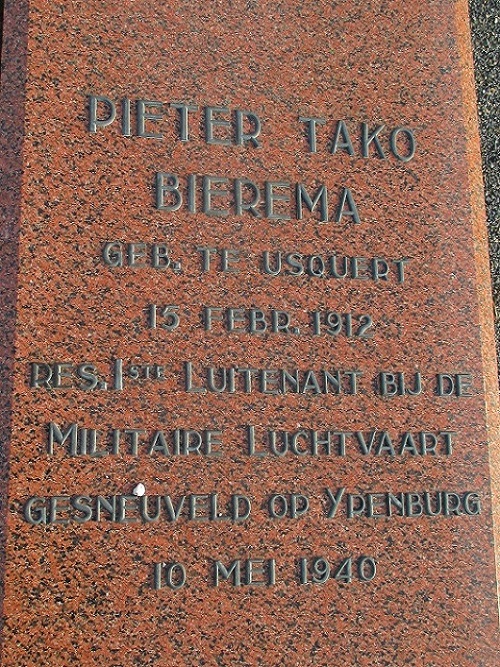 PIETER TAKO
BIEREMA
GEB. TE USQUERT
15 FEBR. 1912
RES. 1STE LUITENANT BIJ DE
MILITAIRE LUCHTVAART
GESNEUVELD OP YPENBURG
10 MEI 1940